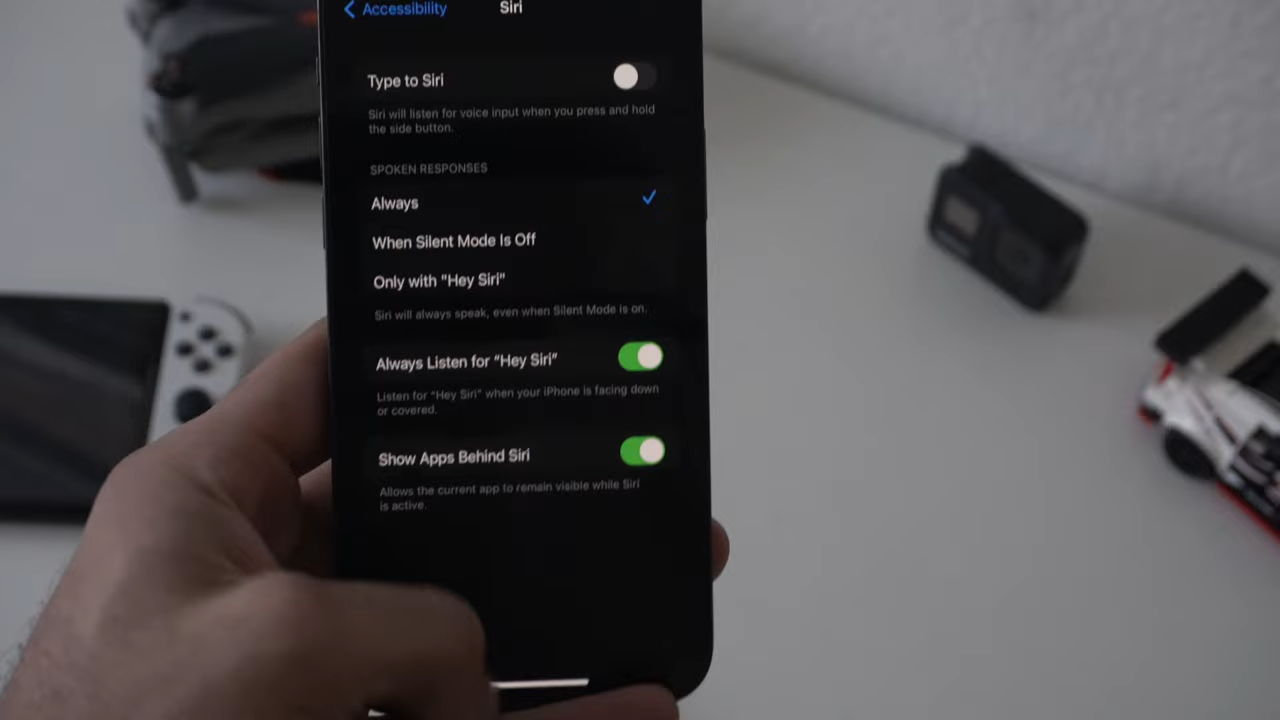 Accessibility
Siri
Type to Siri
Siri will listen for voice input when you press and hold
the side button.
SPOKEN RESPONSES
Always
When Silent Mode Is Off
Only with "Hey Siri"
Siri will always speak, even when Silent Mode is on.
Always Listen for “Hey Siri”
Listen for “Hey Siri” when your iPhone is facing down
or covered.
Show Apps Behind Siri
Allows the current app to remain visible while Siri
is active.